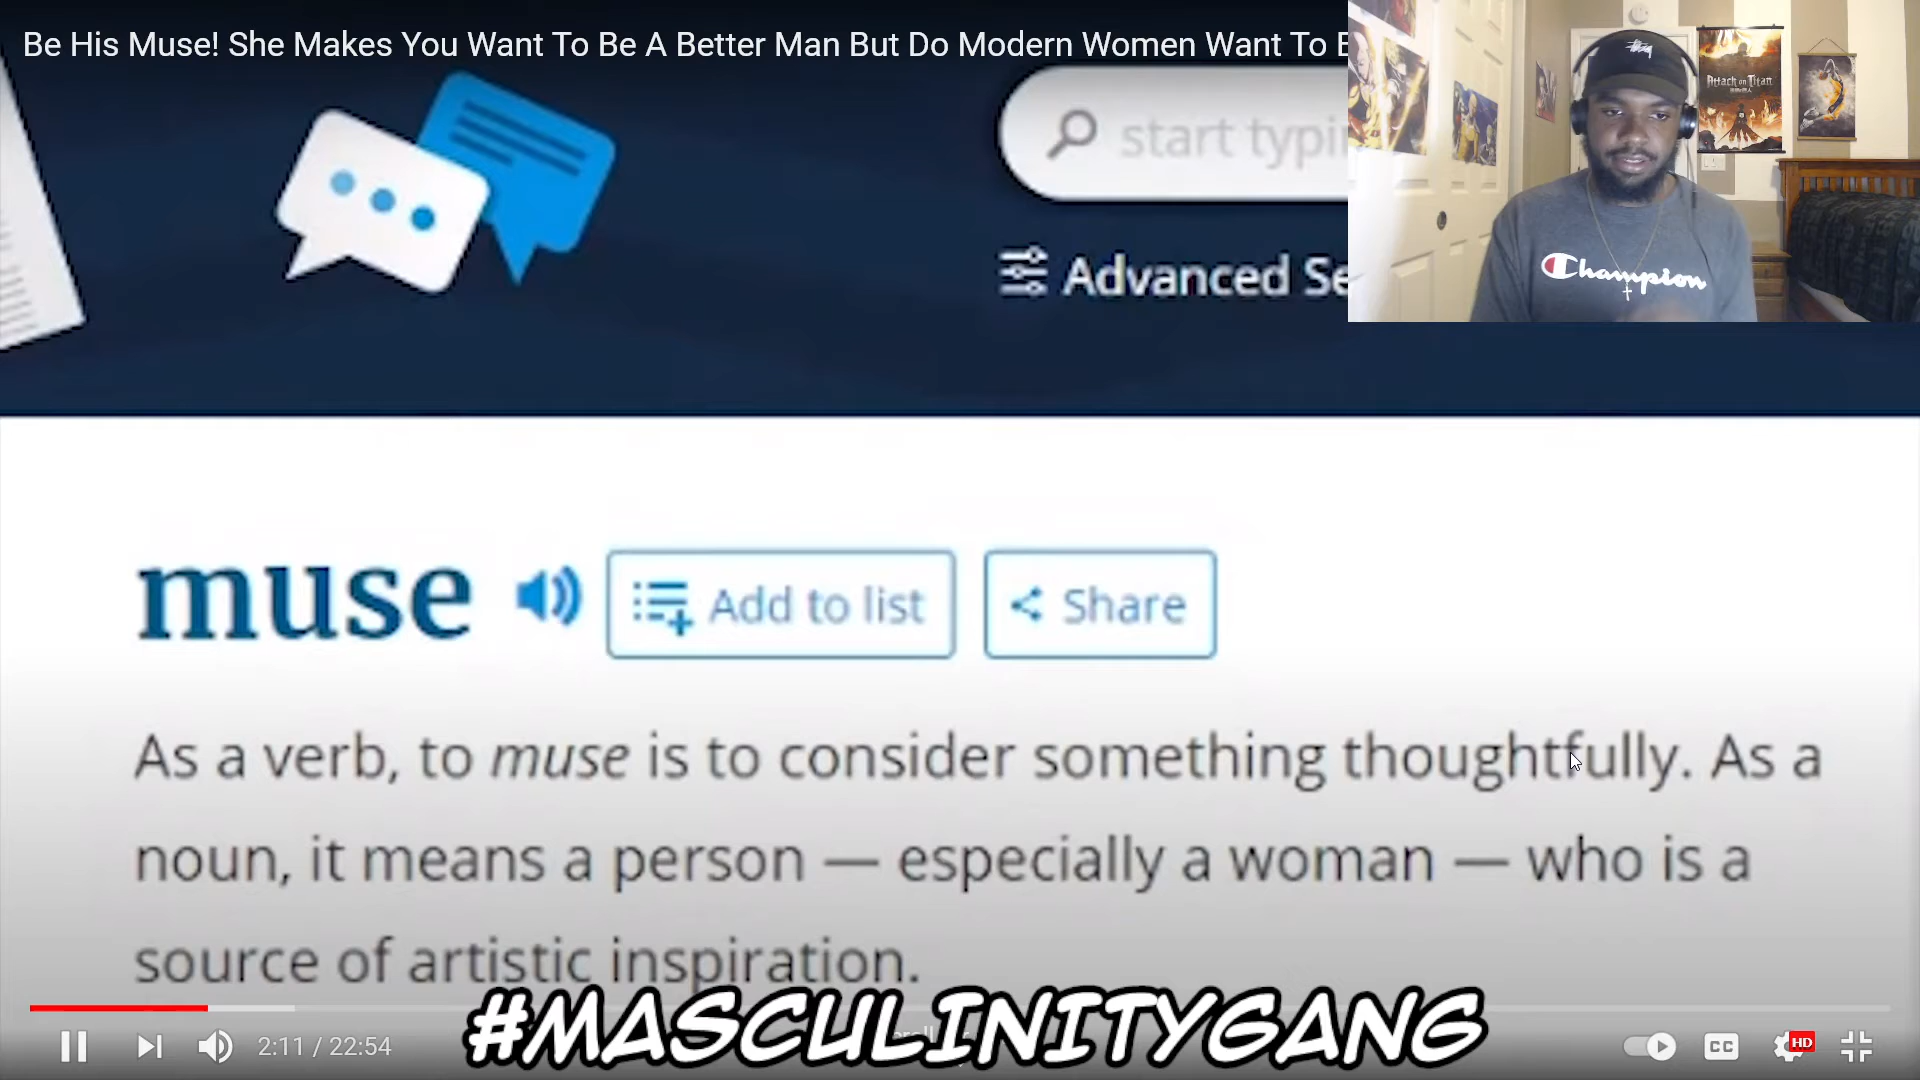 Be His Muse! She Makes You Want To Be A Better Man But Do Modern Women Want To
Attack on Titan
start typi
Advanced Se
Champion
muse
Add to list
Share
As a verb, to muse is to consider something thoughtfully. As a
noun, it means a person — especially a woman — who is a
source of artistic inspiration.
#MASCULINITYGANG
2:11 / 22:54
CC
HD